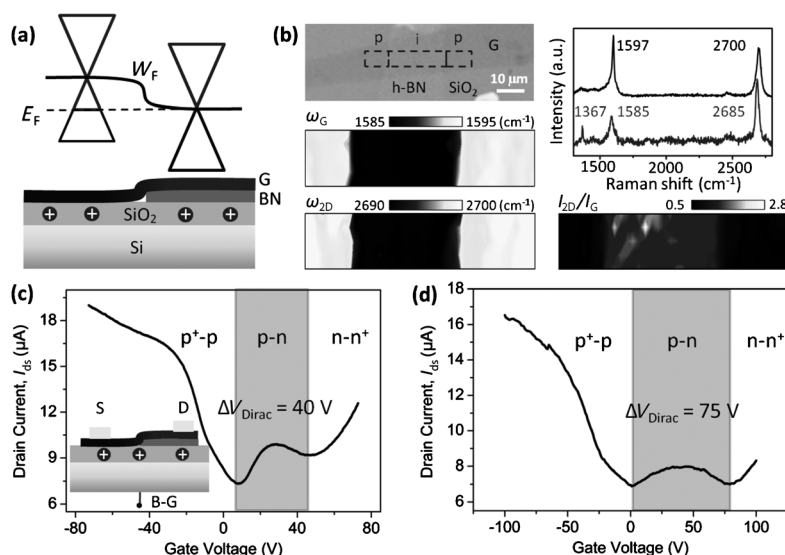 (a)
W_F
E_F
G
BN
SiO₂
Si
(b)
p i p G
h-BN SiO₂
10 μm
ω_G 1585 1595 (cm⁻¹)
ω_2D 2690 2700 (cm⁻¹)
Intensity (a.u.)
1597 2700
1367 1585 2685
1500 2000 2500
Raman shift (cm⁻¹)
I_2D/I_G 0.5 2.8
(c)
Drain Current, I_ds (μA)
18
15
12
9
6
p⁺-p p-n n-n⁺
ΔV_Dirac = 40 V
S D
B-G
-80 -40 0 40 80
Gate Voltage (V)
(d)
Drain Current, I_ds (μA)
18
16
14
12
10
8
6
p⁺-p p-n n-n⁺
ΔV_Dirac = 75 V
-100 -50 0 50 100
Gate Voltage (V)